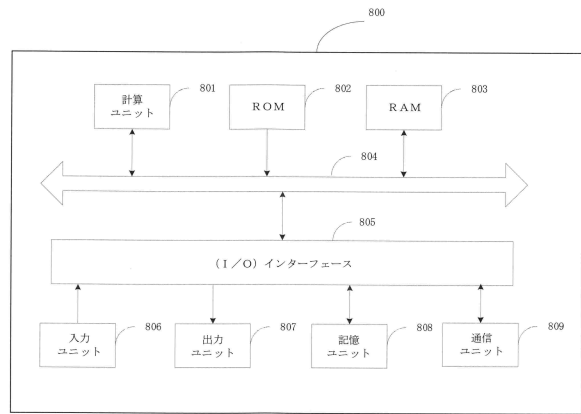 800
計算
ユニット
801
ROM
802
RAM
803
804
805
(I/O) インターフェース
入力
ユニット
806
出力
ユニット
807
記憶
ユニット
808
通信
ユニット
809